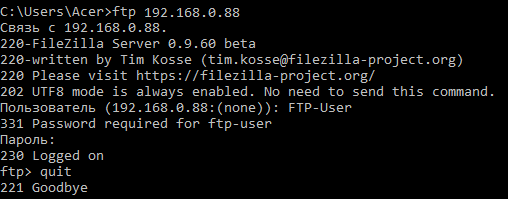 C:\Users\Acer>ftp 192.168.0.88
Связь с 192.168.0.88.
220-FileZilla Server 0.9.60 beta
220-written by Tim Kosse (tim.kosse@filezilla-project.org)
220 Please visit https://filezilla-project.org/
202 UTF8 mode is always enabled. No need to send this command.
Пользователь (192.168.0.88:(none)): FTP-User
331 Password required for ftp-user
Пароль:
230 Logged on
ftp> quit
221 Goodbye